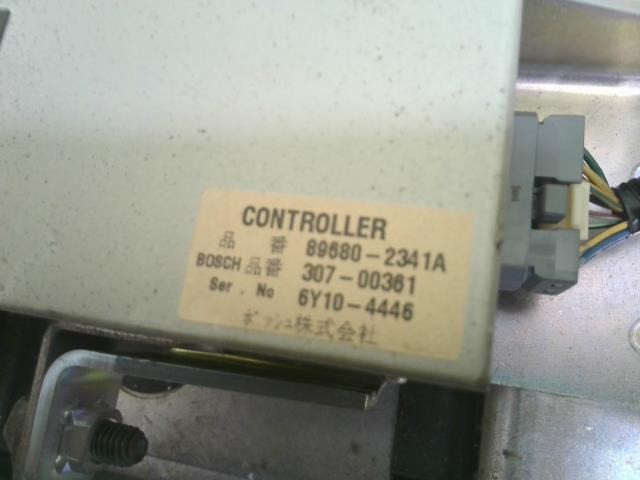 CONTROLLER
品 番 89680-2341A
BOSCH 品番 307-00361
Ser. No 6Y10-4446
ボッシュ株式会社